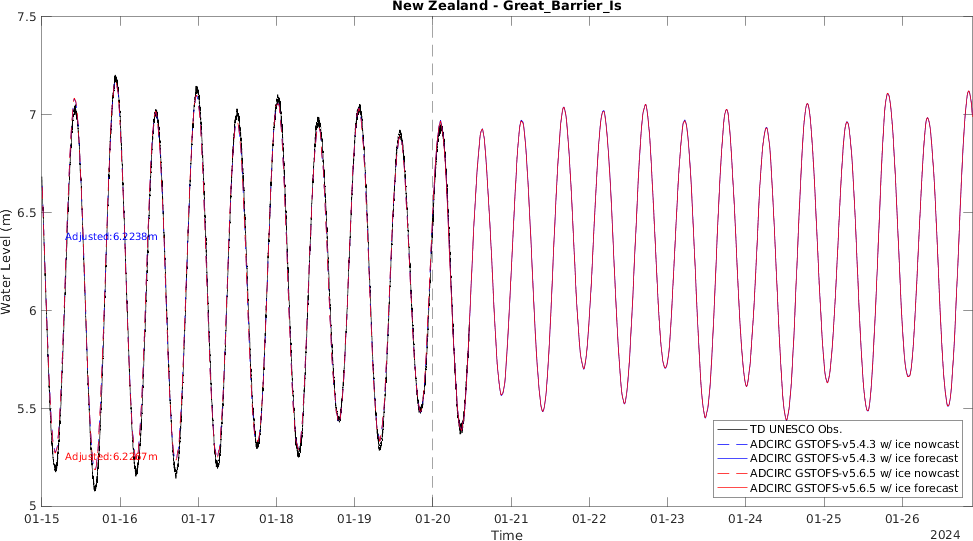 New Zealand - Great_Barrier_Is
7.5
7
6.5
6
5.5
5
Water Level (m)
Adjusted:6.2238m
Adjusted:6.2267m
TD UNESCO Obs.
ADCIRC GSTOFS-v5.4.3 w/ ice nowcast
ADCIRC GSTOFS-v5.4.3 w/ ice forecast
ADCIRC GSTOFS-v5.6.5 w/ ice nowcast
ADCIRC GSTOFS-v5.6.5 w/ ice forecast
01-15 01-16 01-17 01-18 01-19 01-20 01-21 01-22 01-23 01-24 01-25 01-26
Time
2024